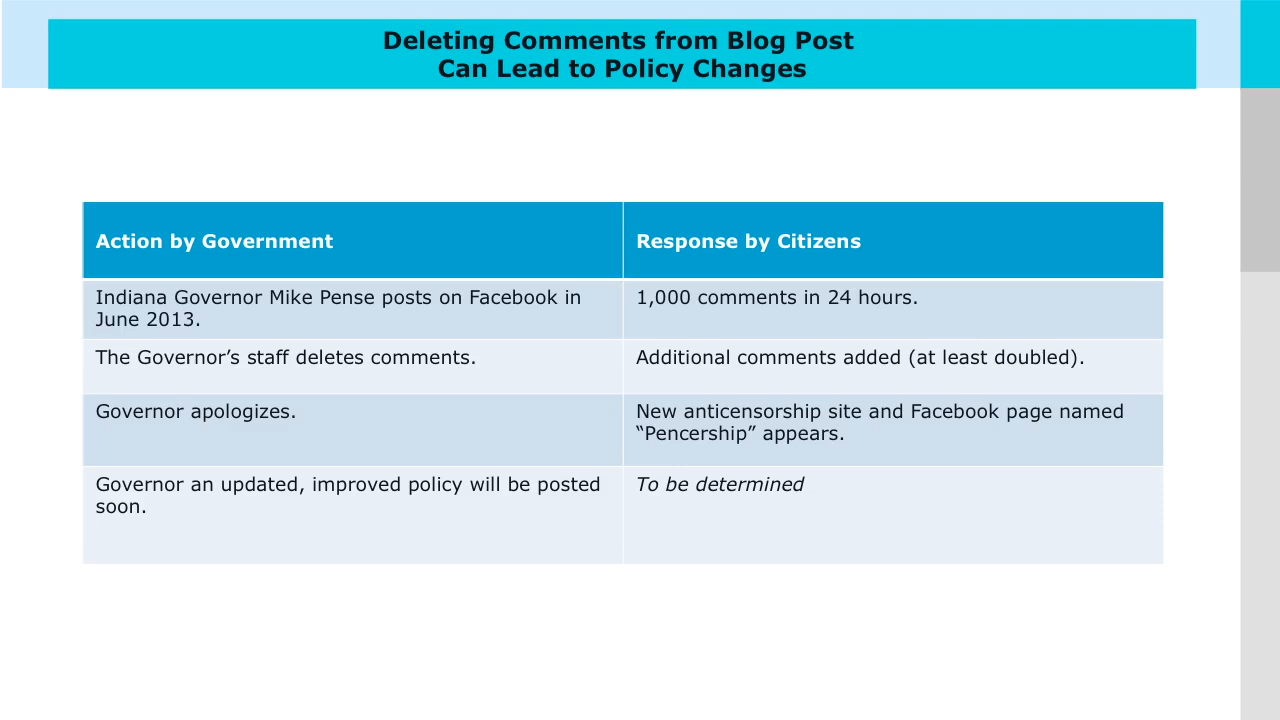 Deleting Comments from Blog Post
Can Lead to Policy Changes
Action by Government
Response by Citizens
Indiana Governor Mike Pense posts on Facebook in
June 2013.
1,000 comments in 24 hours.
The Governor’s staff deletes comments.
Additional comments added (at least doubled).
Governor apologizes.
New anticensorship site and Facebook page named
“Pencership” appears.
Governor an updated, improved policy will be posted
soon.
To be determined